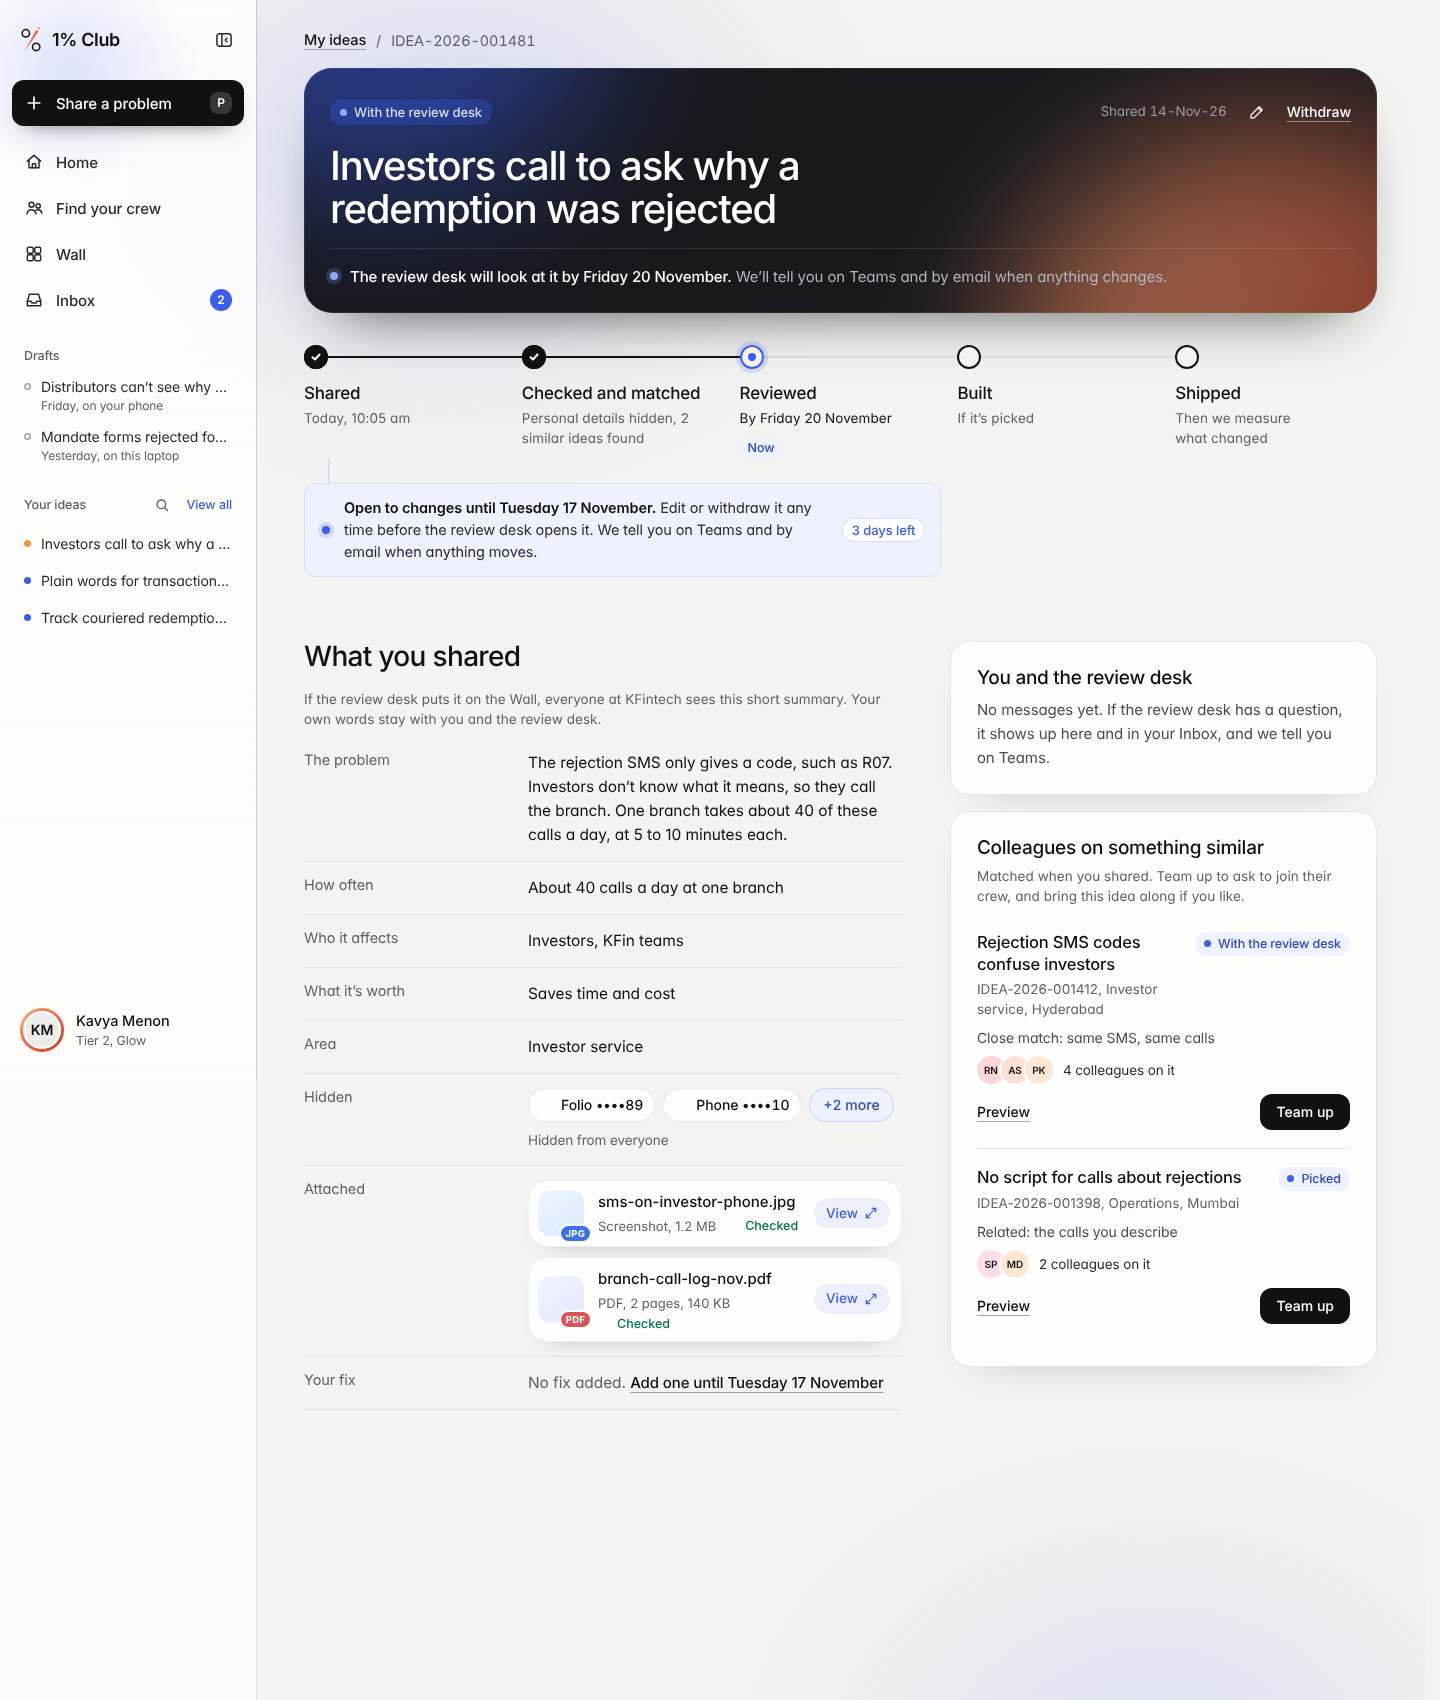 1% Club
Share a problem
P
Home
Find your crew
Wall
Inbox
2
Drafts
Distributors can’t see why ...
Friday, on your phone
Mandate forms rejected fo...
Yesterday, on this laptop
Your ideas
View all
Investors call to ask why a ...
Plain words for transaction...
Track couriered redemptio...
KM
Kavya Menon
Tier 2, Glow
My ideas / IDEA-2026-001481
With the review desk
Shared 14-Nov-26
Withdraw
Investors call to ask why a
redemption was rejected
The review desk will look at it by Friday 20 November. We’ll tell you on Teams and by email when anything changes.
Shared
Today, 10:05 am
Checked and matched
Personal details hidden, 2
similar ideas found
Reviewed
By Friday 20 November
Now
Built
If it’s picked
Shipped
Then we measure
what changed
Open to changes until Tuesday 17 November. Edit or withdraw it any
time before the review desk opens it. We tell you on Teams and by
email when anything moves.
3 days left
What you shared
If the review desk puts it on the Wall, everyone at KFintech sees this short summary. Your
own words stay with you and the review desk.
The problem
The rejection SMS only gives a code, such as R07.
Investors don’t know what it means, so they call
the branch. One branch takes about 40 of these
calls a day, at 5 to 10 minutes each.
How often
About 40 calls a day at one branch
Who it affects
Investors, KFin teams
What it’s worth
Saves time and cost
Area
Investor service
Hidden
Folio ••••89
Phone ••••10
+2 more
Hidden from everyone
Attached
JPG
sms-on-investor-phone.jpg
Screenshot, 1.2 MB
Checked
View
PDF
branch-call-log-nov.pdf
PDF, 2 pages, 140 KB
Checked
View
Your fix
No fix added. Add one until Tuesday 17 November
You and the review desk
No messages yet. If the review desk has a question,
it shows up here and in your Inbox, and we tell you
on Teams.
Colleagues on something similar
Matched when you shared. Team up to ask to join their
crew, and bring this idea along if you like.
Rejection SMS codes
confuse investors
With the review desk
IDEA-2026-001412, Investor
service, Hyderabad
Close match: same SMS, same calls
RN AS PK 4 colleagues on it
Preview
Team up
No script for calls about rejections
Picked
IDEA-2026-001398, Operations, Mumbai
Related: the calls you describe
SP MD 2 colleagues on it
Preview
Team up